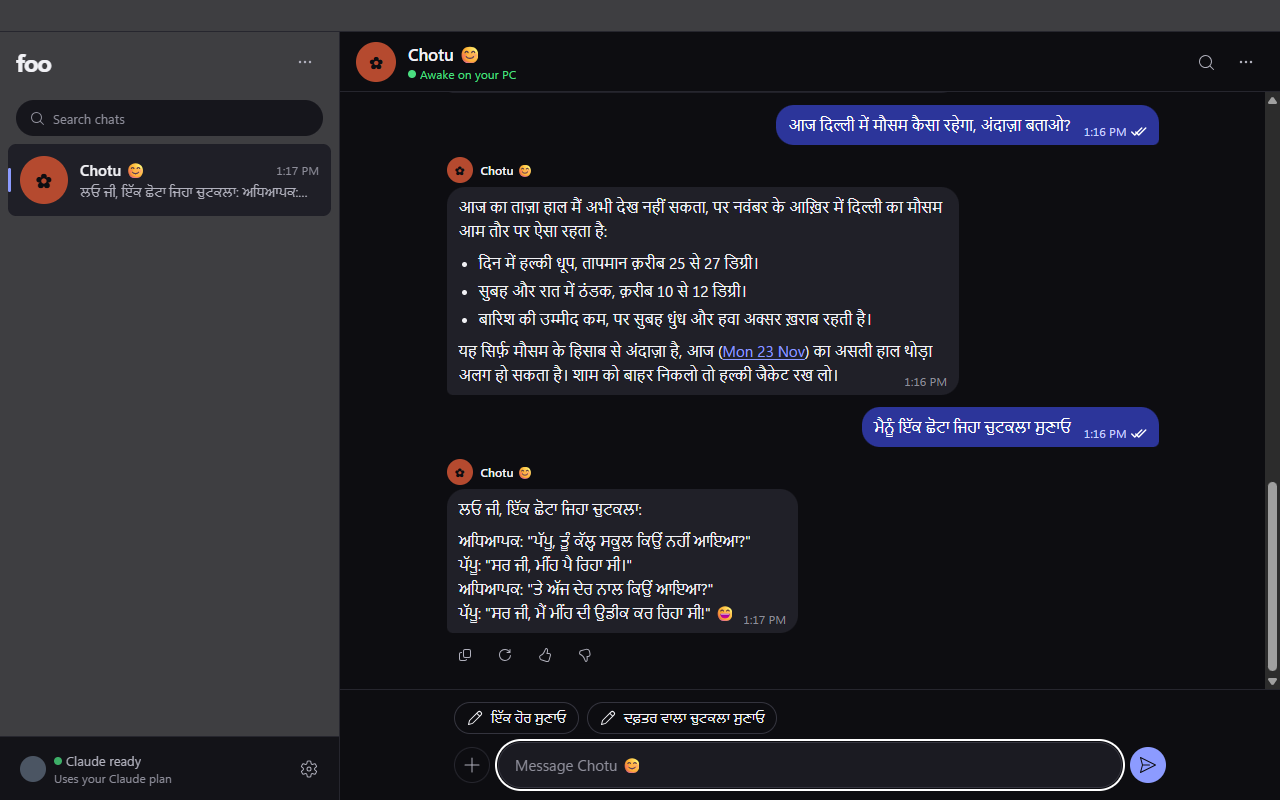 foo
Search chats
Chotu 😊
1:17 PM
ਲਓ ਜੀ, ਇੱਕ ਛੋਟਾ ਜਿਹਾ ਚੁਟਕਲਾ: ਅਧਿਆਪਕ:...
Claude ready
Uses your Claude plan
Chotu 😊
Awake on your PC
आज दिल्ली में मौसम कैसा रहेगा, अंदाज़ा बताओ? 1:16 PM
Chotu 😊
आज का ताज़ा हाल मैं अभी देख नहीं सकता, पर नवंबर के आख़िर में दिल्ली का मौसम
आम तौर पर ऐसा रहता है:
• दिन में हल्की धूप, तापमान क़रीब 25 से 27 डिग्री।
• सुबह और रात में ठंडक, क़रीब 10 से 12 डिग्री।
• बारिश की उम्मीद कम, पर सुबह धुंध और हवा अक्सर ख़राब रहती है।
यह सिर्फ़ मौसम के हिसाब से अंदाज़ा है, आज (Mon 23 Nov) का असली हाल थोड़ा
अलग हो सकता है। शाम को बाहर निकलो तो हल्की जैकेट रख लो।
1:16 PM
ਮੈਨੂੰ ਇੱਕ ਛੋਟਾ ਜਿਹਾ ਚੁਟਕਲਾ ਸੁਣਾਓ 1:16 PM
Chotu 😊
ਲਓ ਜੀ, ਇੱਕ ਛੋਟਾ ਜਿਹਾ ਚੁਟਕਲਾ:
ਅਧਿਆਪਕ: "ਪੱਪੂ, ਤੂੰ ਕੱਲ੍ਹ ਸਕੂਲ ਕਿਉਂ ਨਹੀਂ ਆਇਆ?"
ਪੱਪੂ: "ਸਰ ਜੀ, ਮੀਂਹ ਪੈ ਰਿਹਾ ਸੀ।"
ਅਧਿਆਪਕ: "ਤੇ ਅੱਜ ਦੇਰ ਨਾਲ ਕਿਉਂ ਆਇਆ?"
ਪੱਪੂ: "ਸਰ ਜੀ, ਮੈਂ ਮੀਂਹ ਦੀ ਉਡੀਕ ਕਰ ਰਿਹਾ ਸੀ!" 😄
1:17 PM
ਇੱਕ ਹੋਰ ਸੁਣਾਓ
ਦਫ਼ਤਰ ਵਾਲਾ ਚੁਟਕਲਾ ਸੁਣਾਓ
Message Chotu 😊